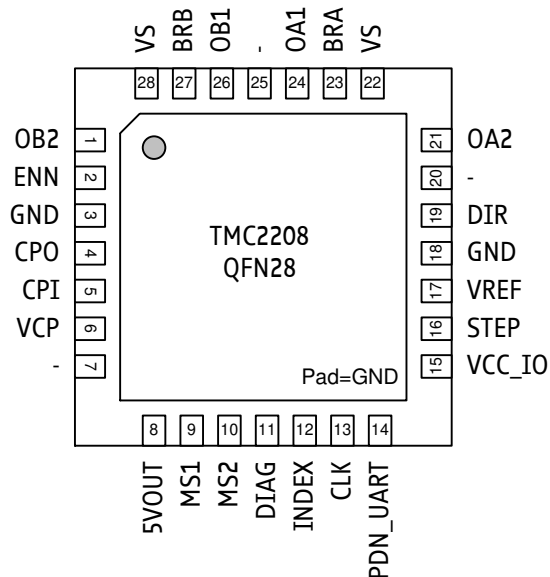 VS BRB OB1 - OA1 BRA VS
28 27 26 25 24 23 22
OB2 1
ENN 2
GND 3
CPO 4
CPI 5
VCP 6
- 7
TMC2208
QFN28
Pad=GND
21 OA2
20 -
19 DIR
18 GND
17 VREF
16 STEP
15 VCC_IO
8 9 10 11 12 13 14
5VOUT MS1 MS2 DIAG INDEX CLK PDN_UART